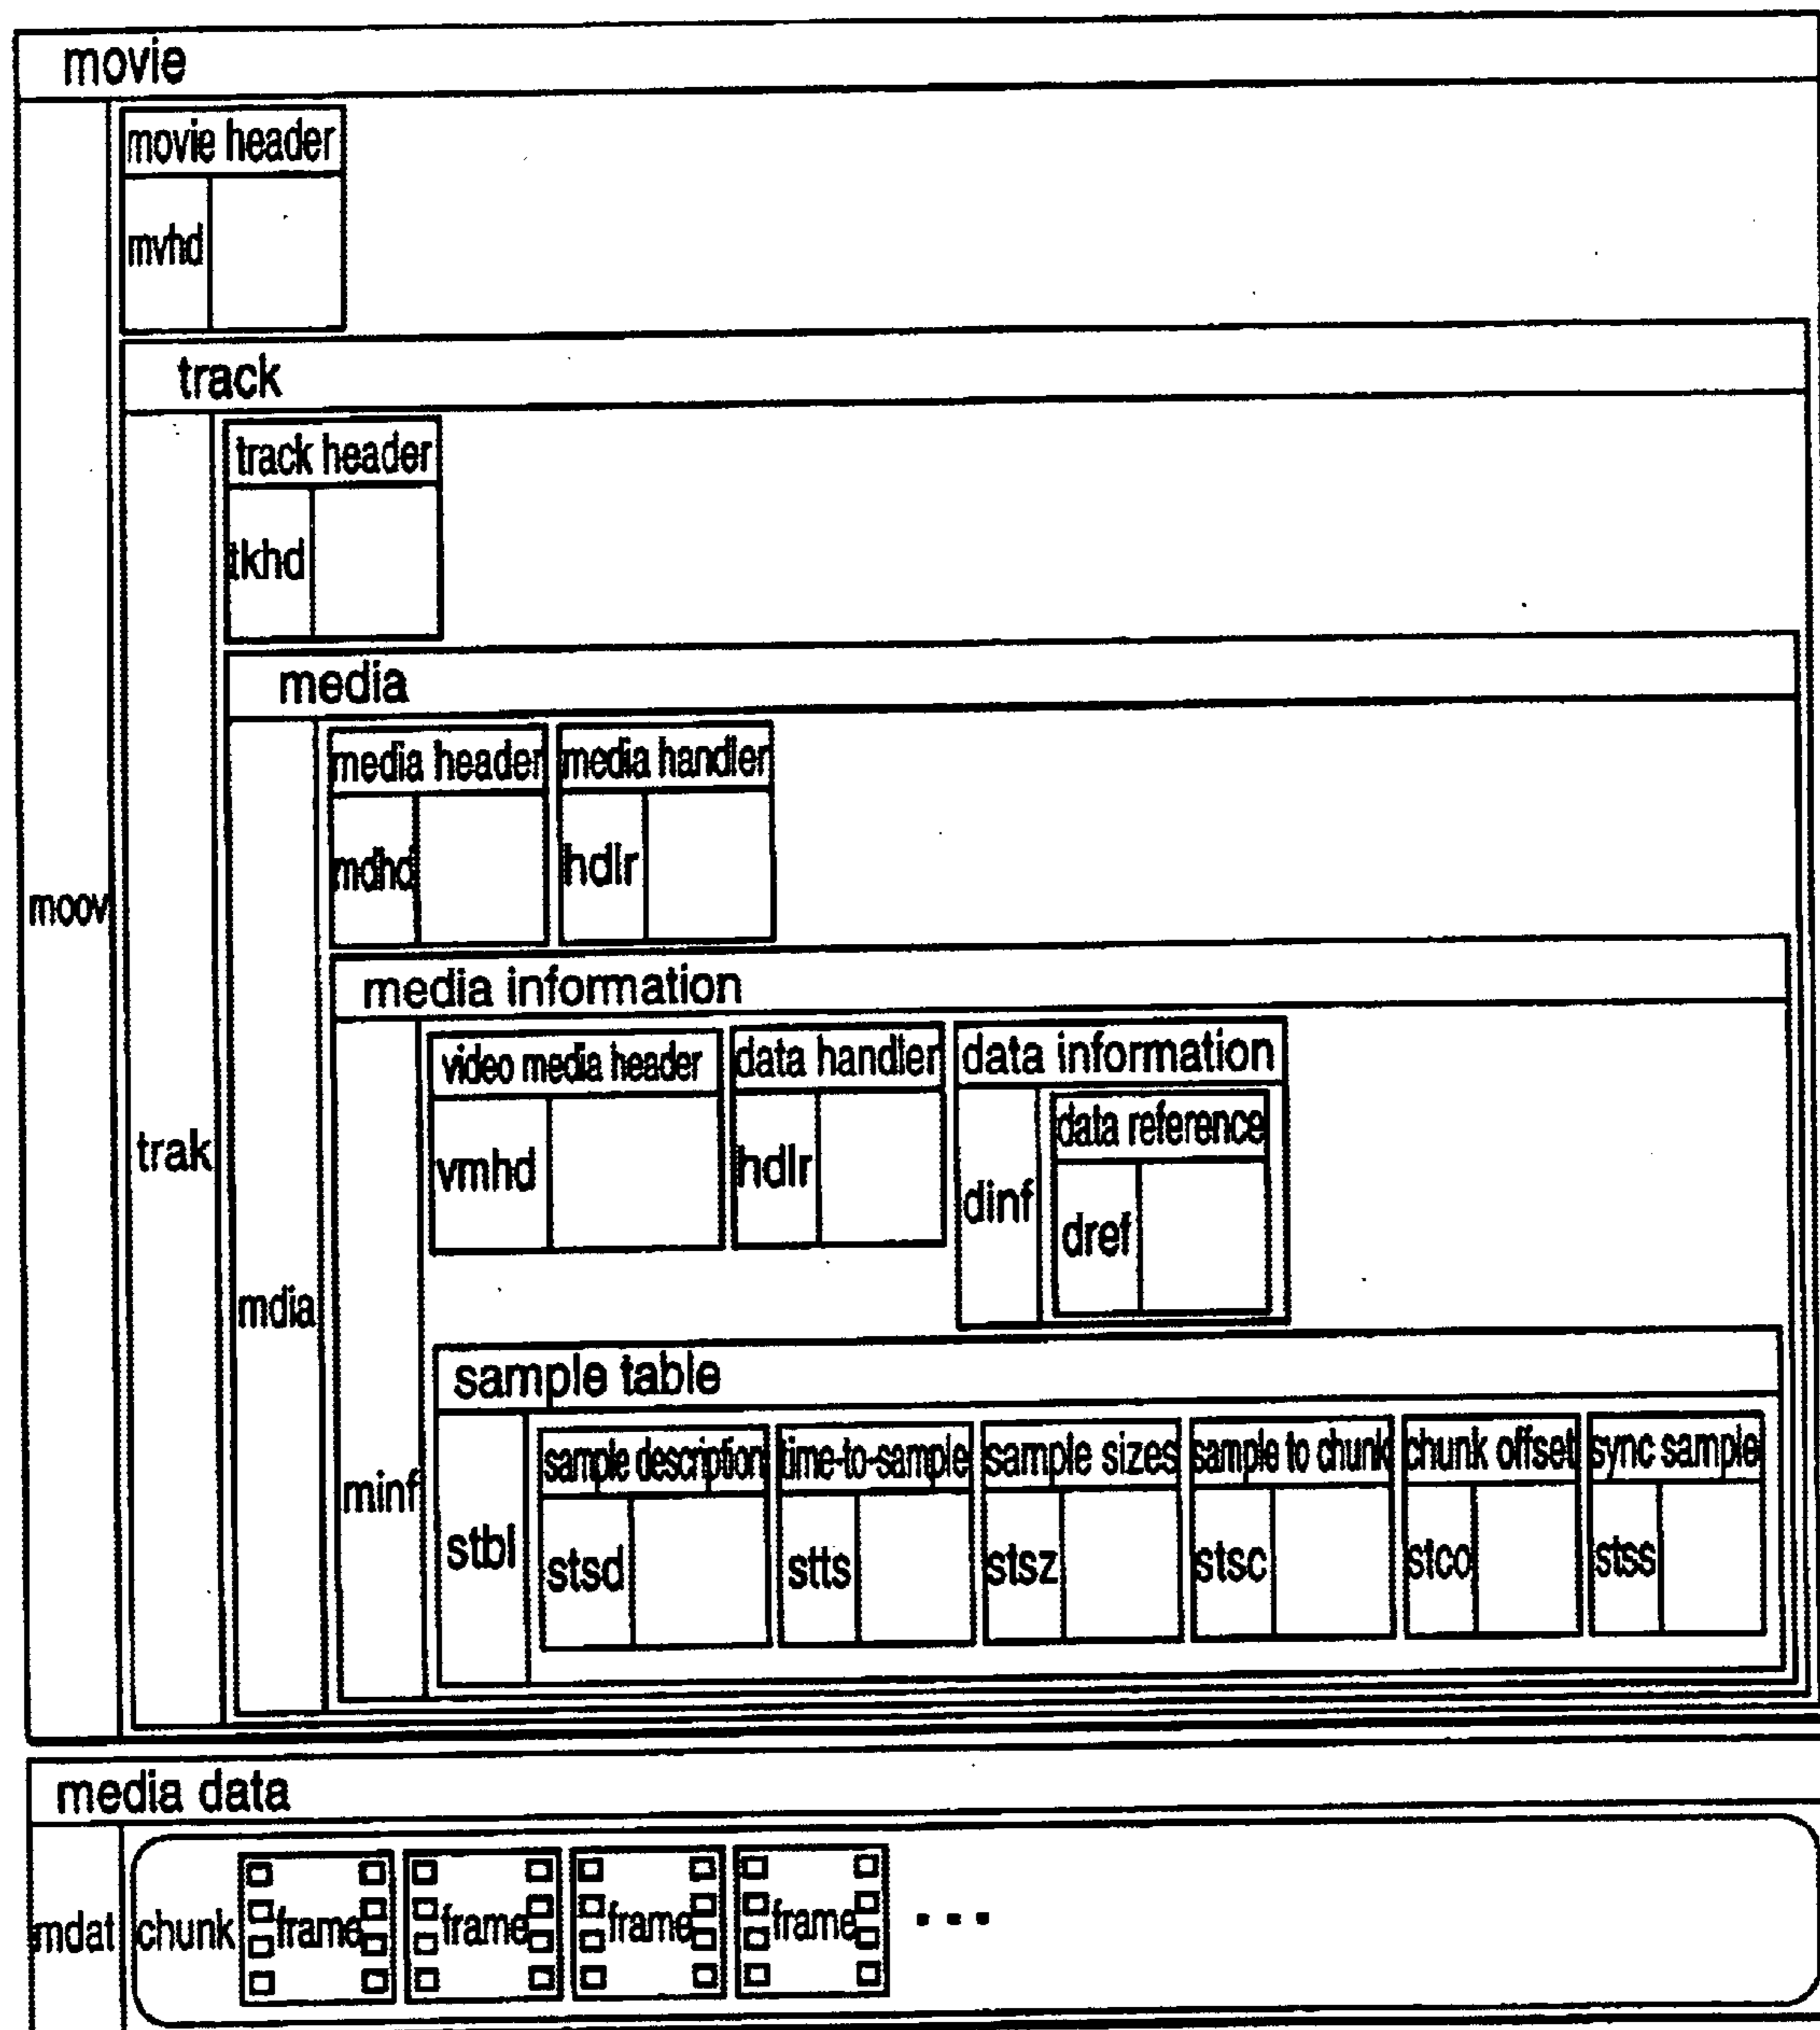 movie
movie header
mvhd
track
track header
tkhd
media
media header media handler
mdhd hdlr
moov
media information
video media header data handler data information
data reference
vmhd hdlr dinf
dref
trak
mdia
sample table
sample description time-to-sample sample sizes sample to chunk chunk offset sync sample
minf
stbl stsd stts stsz stsc stco stss
media data
mdat chunk frame frame frame frame ...